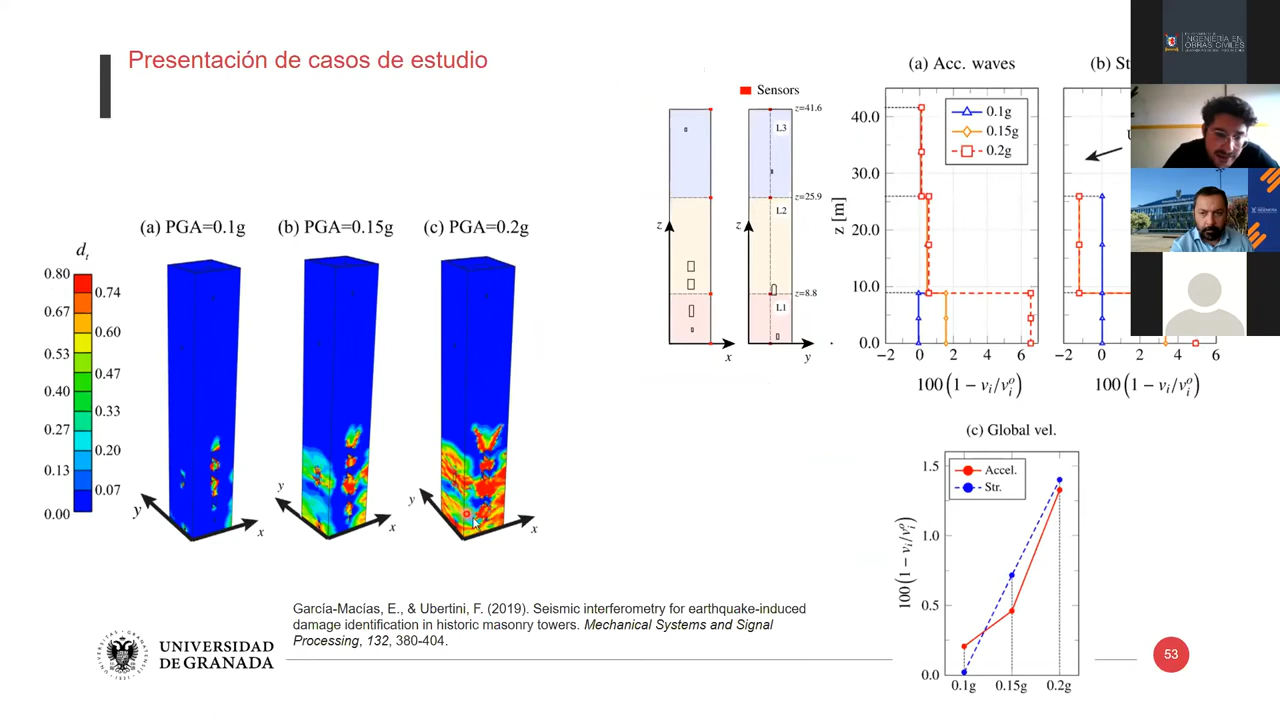 Presentación de casos de estudio
(a) PGA=0.1g
(b) PGA=0.15g
(c) PGA=0.2g
d_t
0.80
0.74
0.67
0.60
0.53
0.47
0.40
0.33
0.27
0.20
0.13
0.07
0.00
y
x
y
x
y
x
Sensors
z=41.6
L3
z=25.9
L2
z
z
z=8.8
L1
x
y
(a) Acc. waves
0.1g
0.15g
0.2g
40.0
30.0
20.0
10.0
0.0
z [m]
−2
0
2
4
6
100(1 − v_i/v_i^o)
(b) St
−2
0
2
4
6
100(1 − v_i/v_i^o)
(c) Global vel.
Accel.
Str.
1.5
1.0
0.5
0.0
100(1 − v_i/v_i^o)
0.1g
0.15g
0.2g
INGENIERÍA EN
OBRAS CIVILES
García-Macías, E., & Ubertini, F. (2019). Seismic interferometry for earthquake-induced
damage identification in historic masonry towers. Mechanical Systems and Signal
Processing, 132, 380-404.
UNIVERSIDAD
DE GRANADA
53